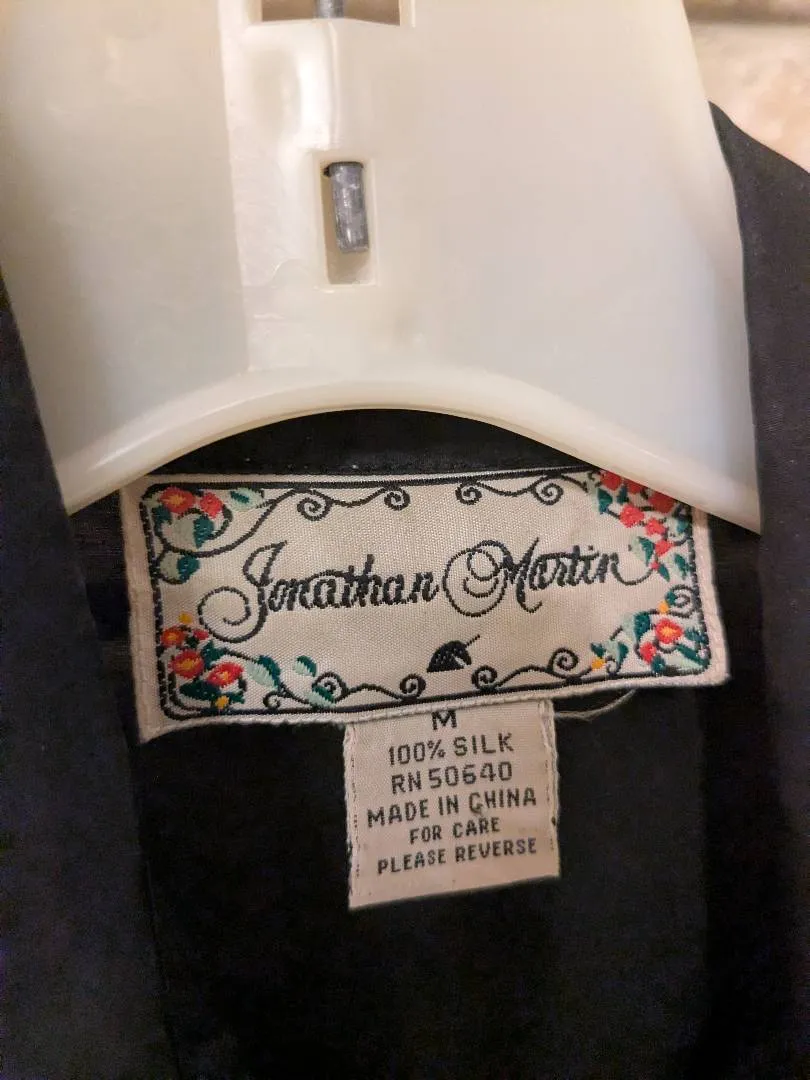 Jonathan Martin
M
100% SILK
RN 50640
MADE IN CHINA
FOR CARE
PLEASE REVERSE